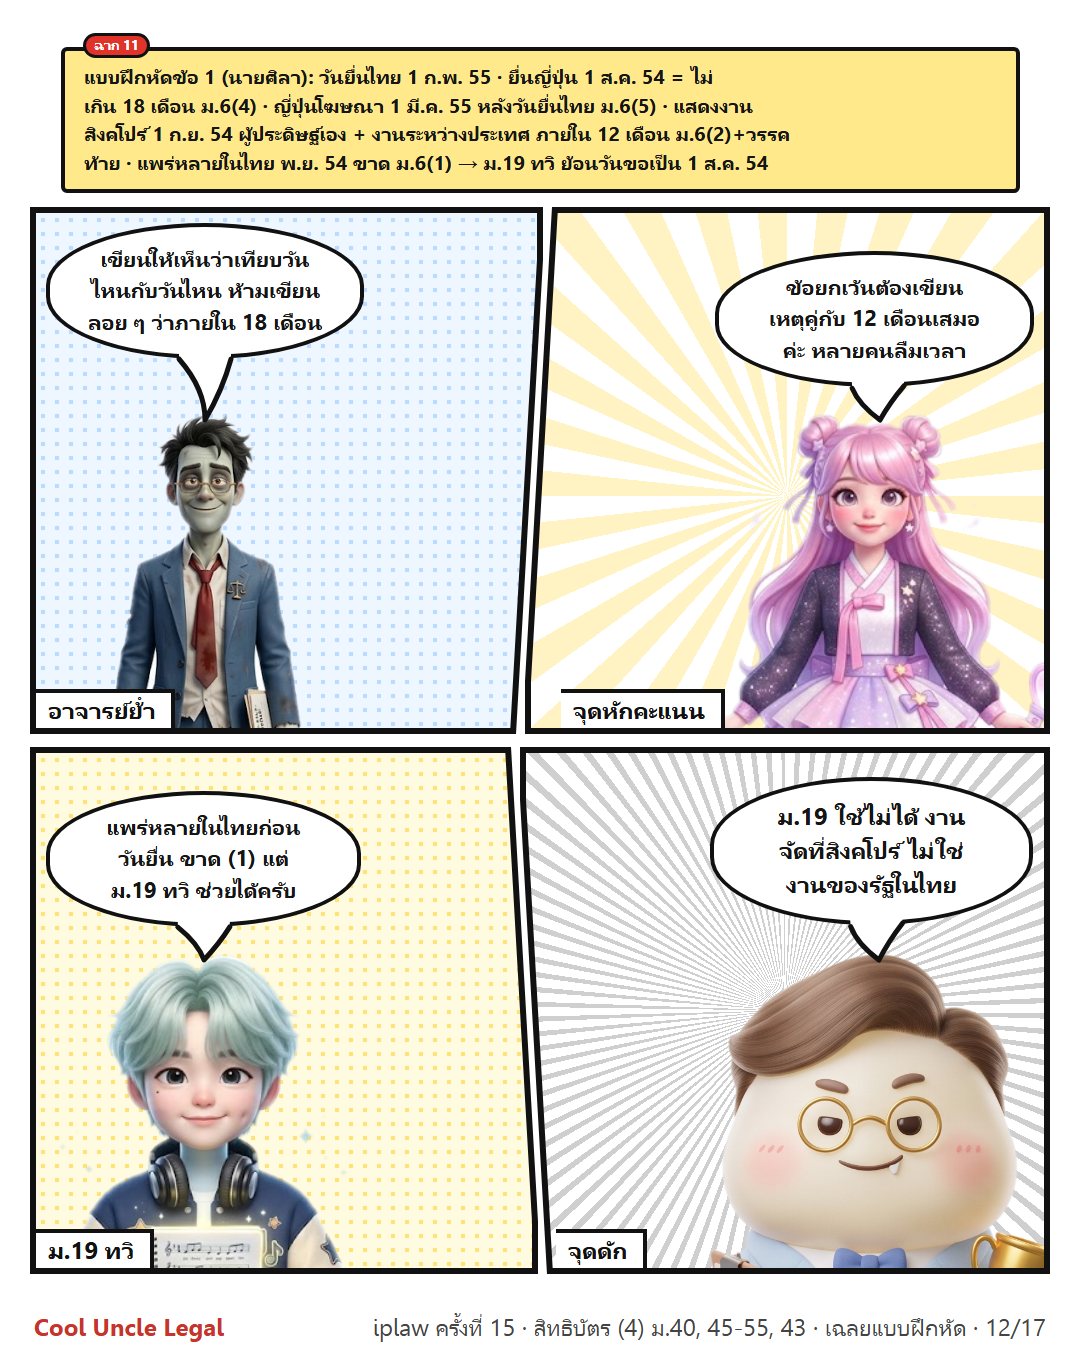 ฉาก 11
แบบฝึกหัดข้อ 1 (นายศิลา): วันยื่นไทย 1 ก.พ. 55 · ยื่นญี่ปุ่น 1 ส.ค. 54 = ไม่
เกิน 18 เดือน ม.6(4) · ญี่ปุ่นโฆษณา 1 มี.ค. 55 หลังวันยื่นไทย ม.6(5) · แสดงงาน
สิงคโปร์ 1 ก.ย. 54 ผู้ประดิษฐ์เอง + งานระหว่างประเทศ ภายใน 12 เดือน ม.6(2)+วรรค
ท้าย · แพร่หลายในไทย พ.ย. 54 ขาด ม.6(1) → ม.19 ทวิ ย้อนวันขอเป็น 1 ส.ค. 54
เขียนให้เห็นว่าเทียบวัน
ไหนกับวันไหน ห้ามเขียน
ลอย ๆ ว่าภายใน 18 เดือน
อาจารย์ย้ำ
ข้อยกเว้นต้องเขียน
เหตุคู่กับ 12 เดือนเสมอ
ค่ะ หลายคนลืมเวลา
จุดหักคะแนน
แพร่หลายในไทยก่อน
วันยื่น ขาด (1) แต่
ม.19 ทวิ ช่วยได้ครับ
ม.19 ทวิ
ม.19 ใช้ไม่ได้ งาน
จัดที่สิงคโปร์ ไม่ใช่
งานของรัฐในไทย
จุดดัก
Cool Uncle Legal
iplaw ครั้งที่ 15 · สิทธิบัตร (4) ม.40, 45-55, 43 · เฉลยแบบฝึกหัด · 12/17